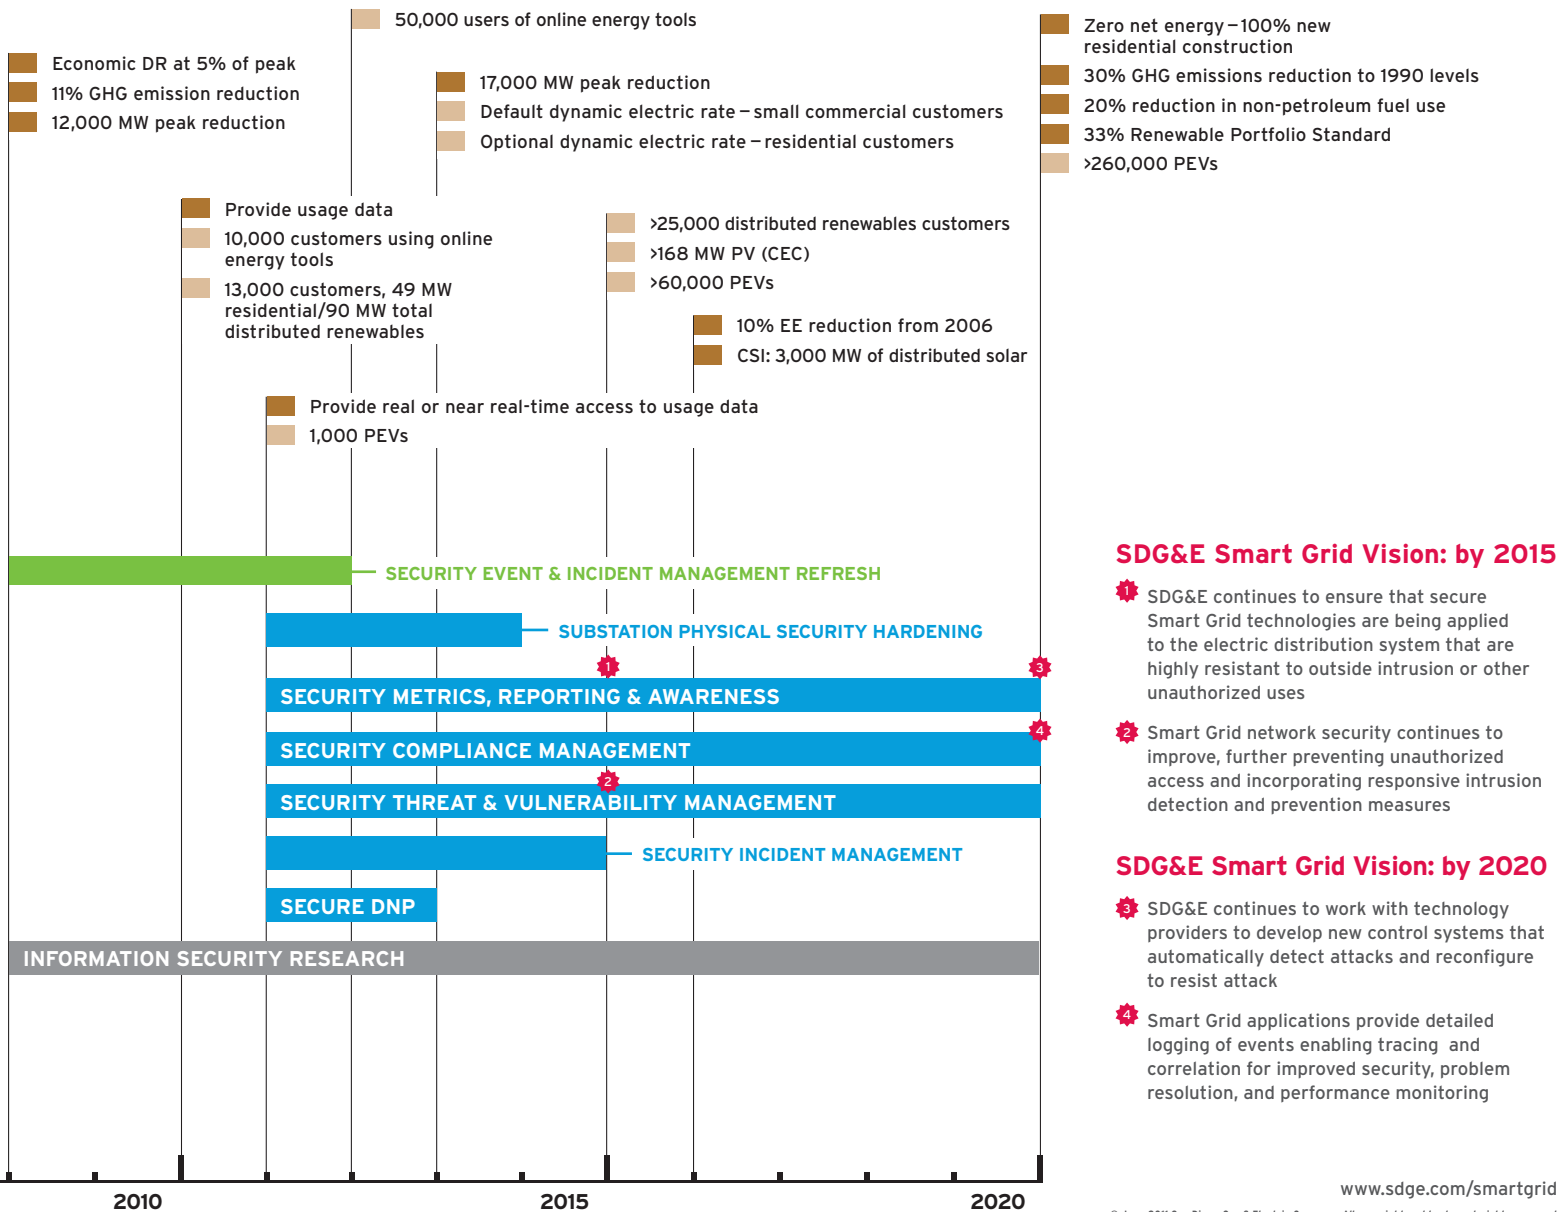 50,000 users of online energy tools
Economic DR at 5% of peak
11% GHG emission reduction
12,000 MW peak reduction
17,000 MW peak reduction
Default dynamic electric rate – small commercial customers
Optional dynamic electric rate – residential customers
Zero net energy – 100% new
residential construction
30% GHG emissions reduction to 1990 levels
20% reduction in non-petroleum fuel use
33% Renewable Portfolio Standard
>260,000 PEVs
Provide usage data
10,000 customers using online
energy tools
13,000 customers, 49 MW
residential/90 MW total
distributed renewables
>25,000 distributed renewables customers
>168 MW PV (CEC)
>60,000 PEVs
10% EE reduction from 2006
CSI: 3,000 MW of distributed solar
Provide real or near real-time access to usage data
1,000 PEVs
SECURITY EVENT & INCIDENT MANAGEMENT REFRESH
SUBSTATION PHYSICAL SECURITY HARDENING
1
3
SECURITY METRICS, REPORTING & AWARENESS
4
SECURITY COMPLIANCE MANAGEMENT
2
SECURITY THREAT & VULNERABILITY MANAGEMENT
SECURITY INCIDENT MANAGEMENT
SECURE DNP
INFORMATION SECURITY RESEARCH
2010
2015
2020
SDG&E Smart Grid Vision: by 2015
1
SDG&E continues to ensure that secure
Smart Grid technologies are being applied
to the electric distribution system that are
highly resistant to outside intrusion or other
unauthorized uses
2
Smart Grid network security continues to
improve, further preventing unauthorized
access and incorporating responsive intrusion
detection and prevention measures
SDG&E Smart Grid Vision: by 2020
3
SDG&E continues to work with technology
providers to develop new control systems that
automatically detect attacks and reconfigure
to resist attack
4
Smart Grid applications provide detailed
logging of events enabling tracing and
correlation for improved security, problem
resolution, and performance monitoring
www.sdge.com/smartgrid